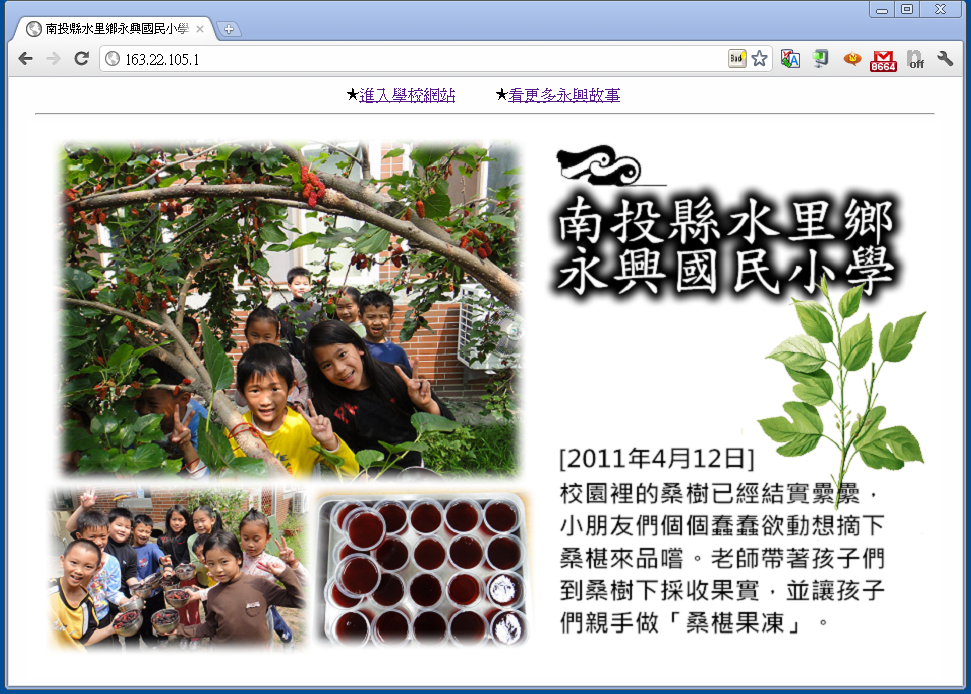 南投縣水里鄉永興國民小學
163.22.105.1
8664
off
★進入學校網站 ★看更多永興故事
南投縣水里鄉
永興國民小學
[2011年4月12日]
校園裡的桑樹已經結實纍纍，
小朋友們個個蠢蠢欲動想摘下
桑椹來品嚐。老師帶著孩子們
到桑樹下採收果實，並讓孩子
們親手做「桑椹果凍」。